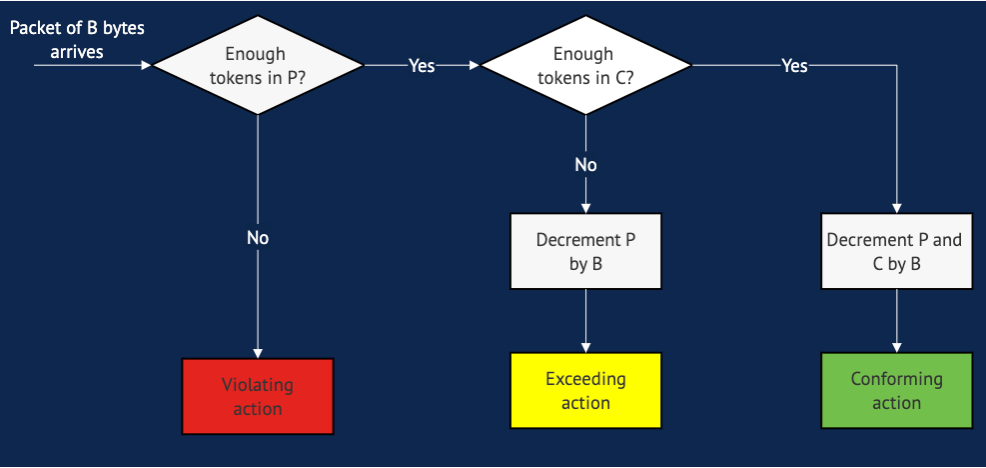 Packet of B bytes
arrives
Enough
tokens in P?
Yes
Enough
tokens in C?
Yes
No
No
Decrement P
by B
Decrement P and
C by B
Violating
action
Exceeding
action
Conforming
action